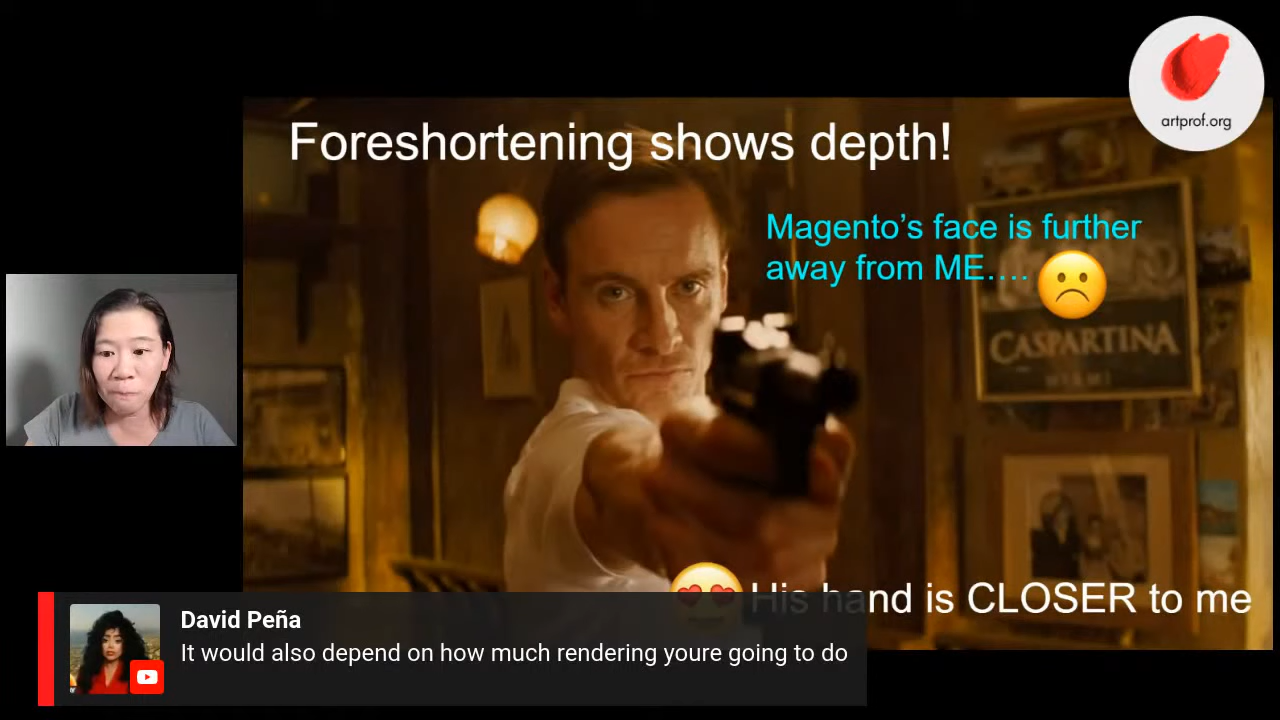 artprof.org
Foreshortening shows depth!
Magento’s face is further
away from ME....
CASPARTINA
His hand is CLOSER to me
David Peña
It would also depend on how much rendering youre going to do